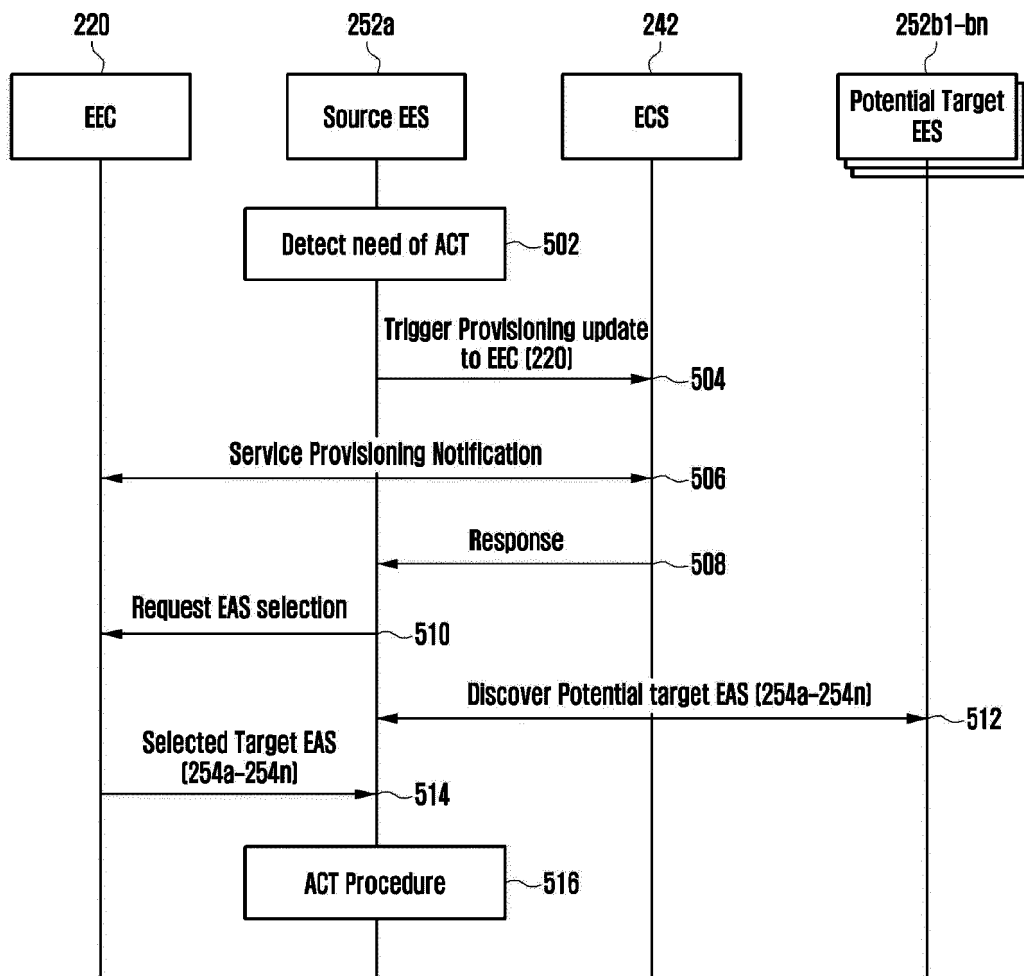 220
252a
242
252b1-bn
EEC
Source EES
ECS
Potential Target
EES
Detect need of ACT
502
Trigger Provisioning update
to EEC (220)
504
Service Provisioning Notification
506
Response
508
Request EAS selection
510
Discover Potential target EAS (254a-254n)
512
Selected Target EAS
(254a-254n)
514
ACT Procedure
516